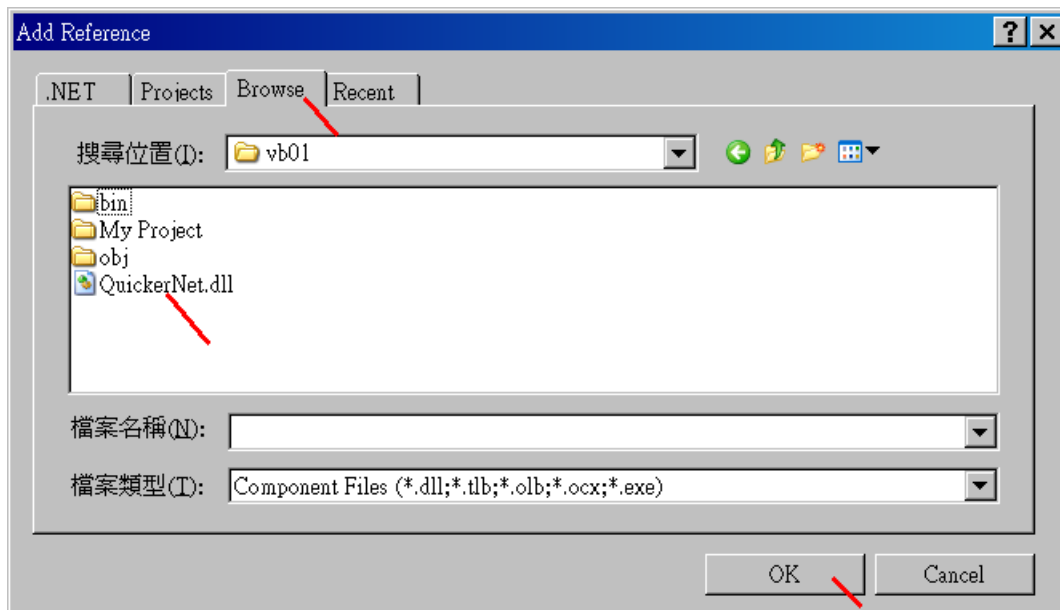 Add Reference
.NET Projects Browse Recent
搜尋位置(I): vb01
bin
My Project
obj
QuickerNet.dll
檔案名稱(N):
檔案類型(T): Component Files (*.dll;*.tlb;*.olb;*.ocx;*.exe)
OK Cancel